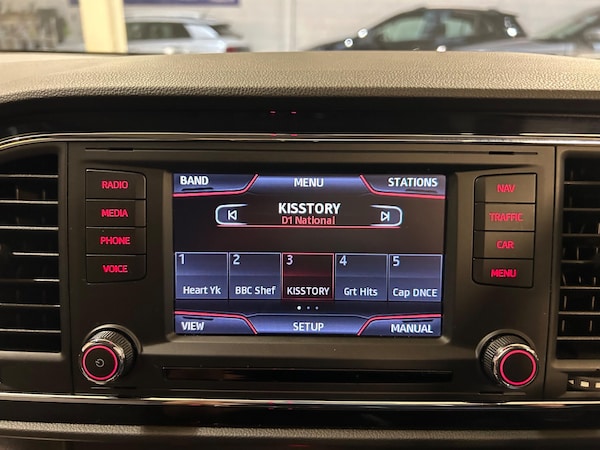 RADIO
MEDIA
PHONE
VOICE
BAND
MENU
STATIONS
KISSTORY
D1 National
1 2 3 4 5
Heart Yk BBC Shef KISSTORY Grt Hits Cap DNCE
VIEW
SETUP
MANUAL
NAV
TRAFFIC
CAR
MENU